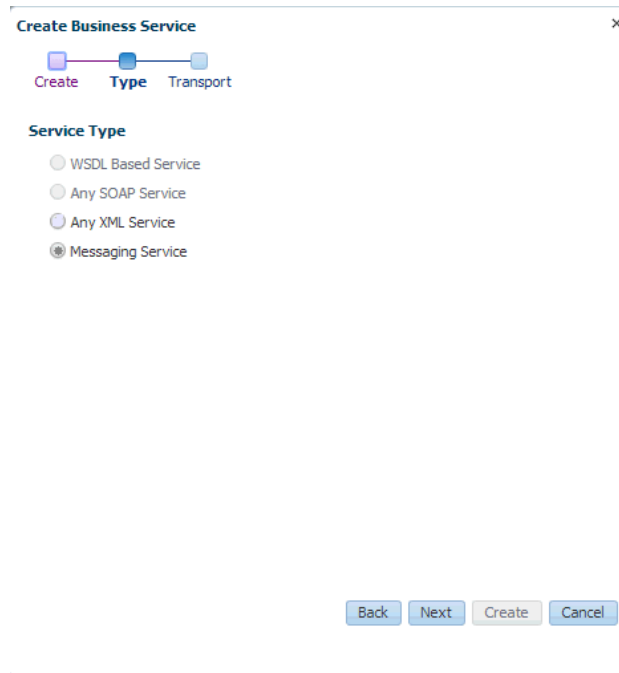 Create Business Service ×
Create Type Transport
Service Type
WSDL Based Service
Any SOAP Service
Any XML Service
Messaging Service
Back Next Create Cancel